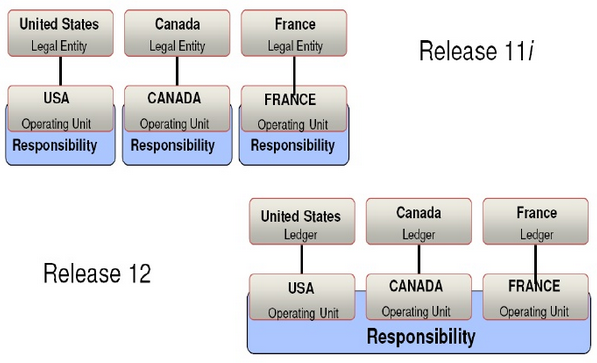 United States
Legal Entity
Canada
Legal Entity
France
Legal Entity
Release 11i
USA
Operating Unit
CANADA
Operating Unit
FRANCE
Operating Unit
Responsibility
Responsibility
Responsibility
United States
Ledger
Canada
Ledger
France
Ledger
Release 12
USA
Operating Unit
CANADA
Operating Unit
FRANCE
Operating Unit
Responsibility